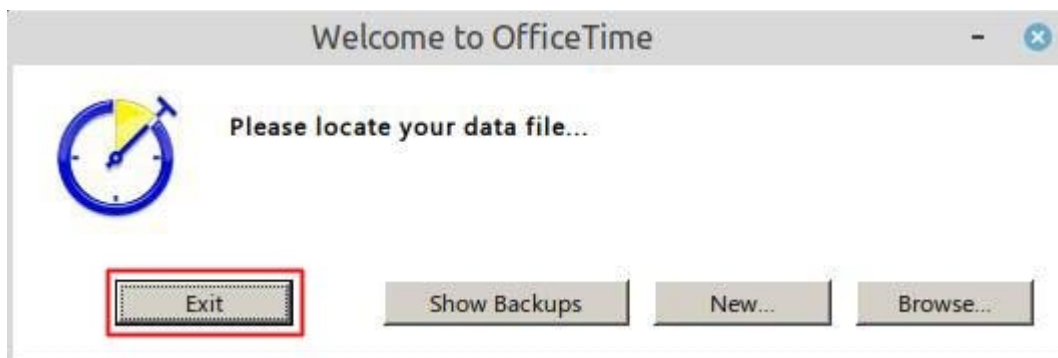 Welcome to OfficeTime
Please locate your data file...
Exit Show Backups New... Browse...